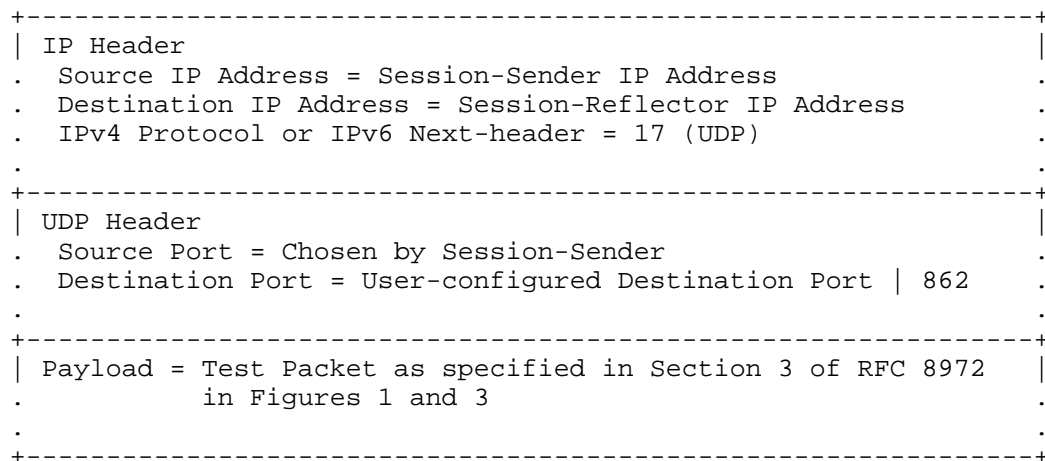 +---------------------------------------------------------------+
| IP Header                                                     |
.  Source IP Address = Session-Sender IP Address                .
.  Destination IP Address = Session-Reflector IP Address        .
.  IPv4 Protocol or IPv6 Next-header = 17 (UDP)                 .
.                                                               .
+---------------------------------------------------------------+
| UDP Header                                                    |
.  Source Port = Chosen by Session-Sender                       .
.  Destination Port = User-configured Destination Port | 862    .
.                                                               .
+---------------------------------------------------------------+
| Payload = Test Packet as specified in Section 3 of RFC 8972   |
.           in Figures 1 and 3                                  .
.                                                               .
+---------------------------------------------------------------+